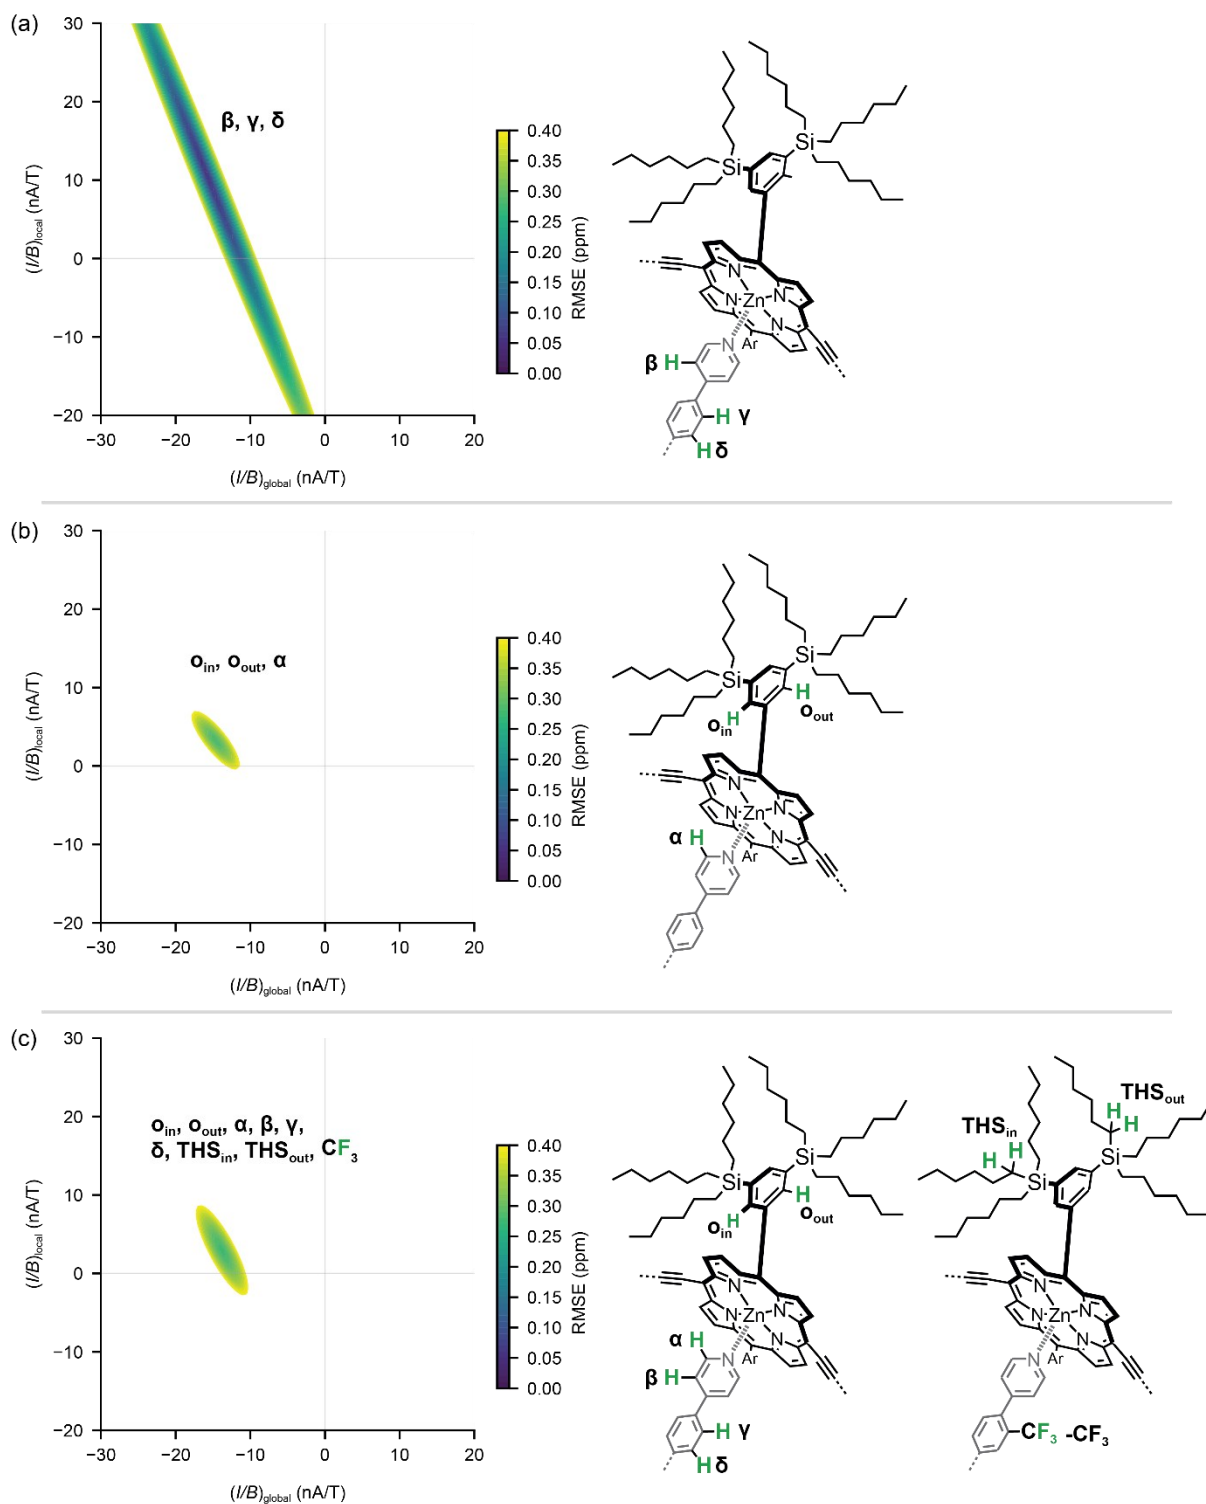 (a)
30
20
10
0
−10
−20
−30
−20
−10
0
10
20
(I/B)local (nA/T)
(I/B)global (nA/T)
β, γ, δ
0.40
0.35
0.30
0.25
0.20
0.15
0.10
0.05
0.00
RMSE (ppm)
Si
Si
N
N
Zn
N
N
N
Ar
β H
H γ
H δ
(b)
30
20
10
0
−10
−20
−30
−20
−10
0
10
20
(I/B)local (nA/T)
(I/B)global (nA/T)
oin, oout, α
0.40
0.35
0.30
0.25
0.20
0.15
0.10
0.05
0.00
RMSE (ppm)
Si
Si
H
oout
oin H
N
N
Zn
N
N
N
Ar
α H
(c)
30
20
10
0
−10
−20
−30
−20
−10
0
10
20
(I/B)local (nA/T)
(I/B)global (nA/T)
oin, oout, α, β, γ,
δ, THSin, THSout, CF3
0.40
0.35
0.30
0.25
0.20
0.15
0.10
0.05
0.00
RMSE (ppm)
Si
Si
H
oout
oin H
N
N
Zn
N
N
N
Ar
α H
β H
H γ
H δ
THSout
H
H
THSin
H
H
Si
Si
N
N
Zn
N
N
N
Ar
CF3 -CF3